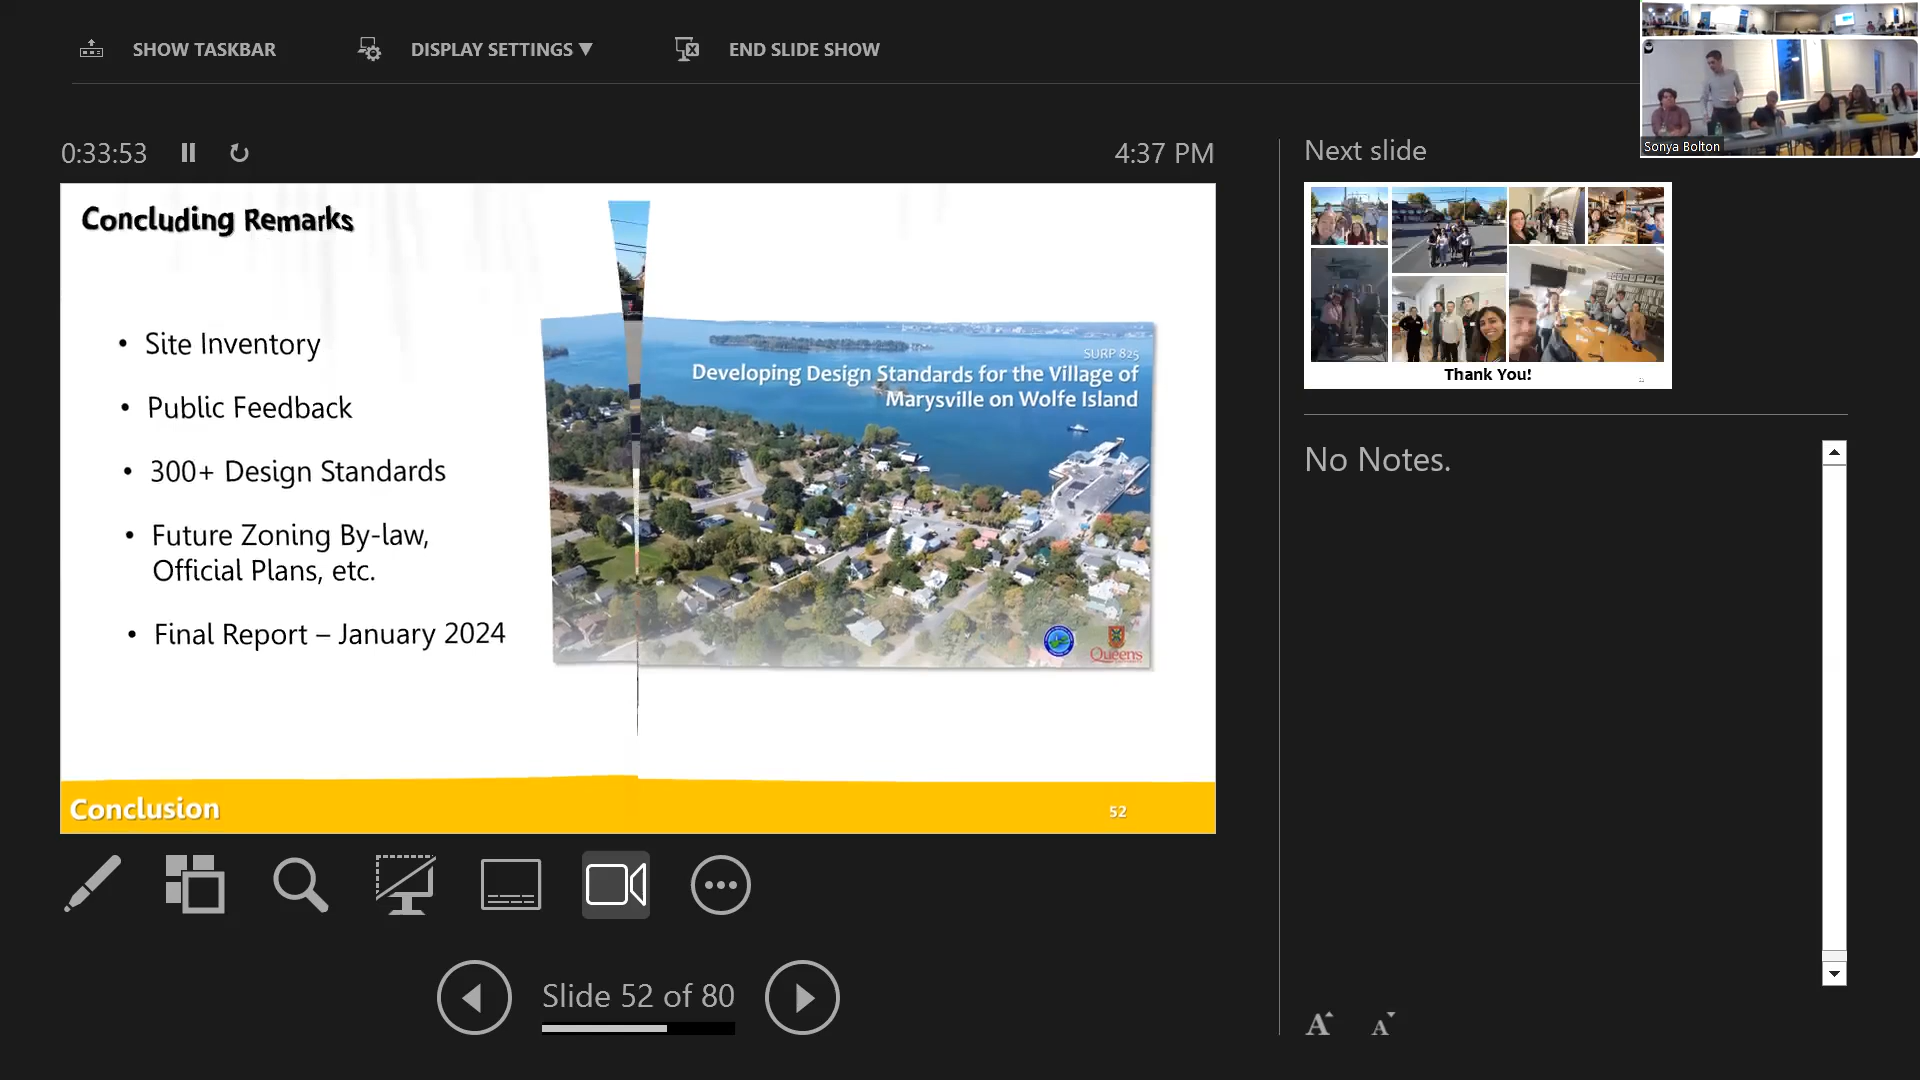 SHOW TASKBAR
DISPLAY SETTINGS ▼
END SLIDE SHOW
Sonya Bolton
0:33:53
4:37 PM
Next slide
Concluding Remarks
• Site Inventory
• Public Feedback
• 300+ Design Standards
• Future Zoning By-law,
Official Plans, etc.
• Final Report – January 2024
SURP 825
Developing Design Standards for the Village of
Marysville on Wolfe Island
Queens
Conclusion
52
Thank You!
No Notes.
Slide 52 of 80
A
A